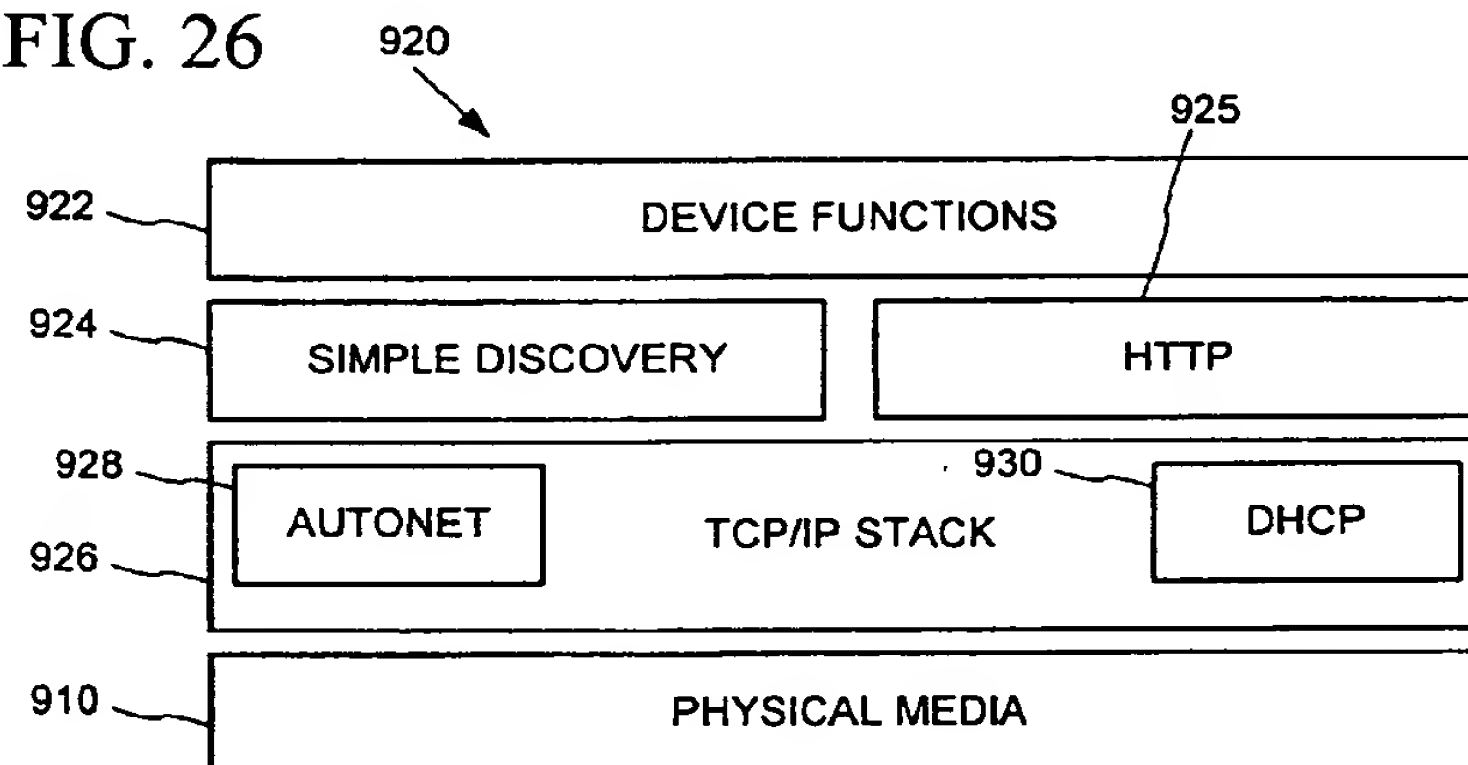 FIG. 26
920
925
922
DEVICE FUNCTIONS
924
SIMPLE DISCOVERY
HTTP
928
AUTONET
930
DHCP
TCP/IP STACK
926
910
PHYSICAL MEDIA